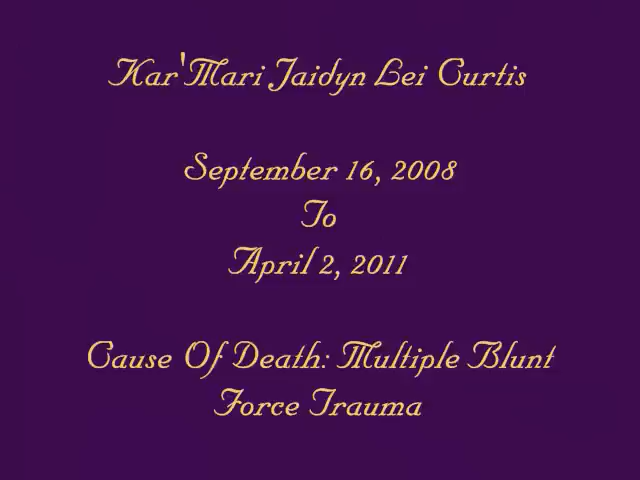 Kar'Mari Jaidyn Lei Curtis
September 16, 2008
To
April 2, 2011
Cause Of Death: Multiple Blunt
Force Trauma